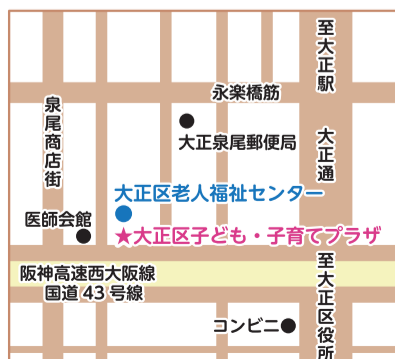 至大正駅
永楽橋筋
泉尾商店街
大正泉尾郵便局
大正通
大正区老人福祉センター
医師会館
★大正区子ども・子育てプラザ
阪神高速西大阪線
国道43号線
至大正区役所
コンビニ